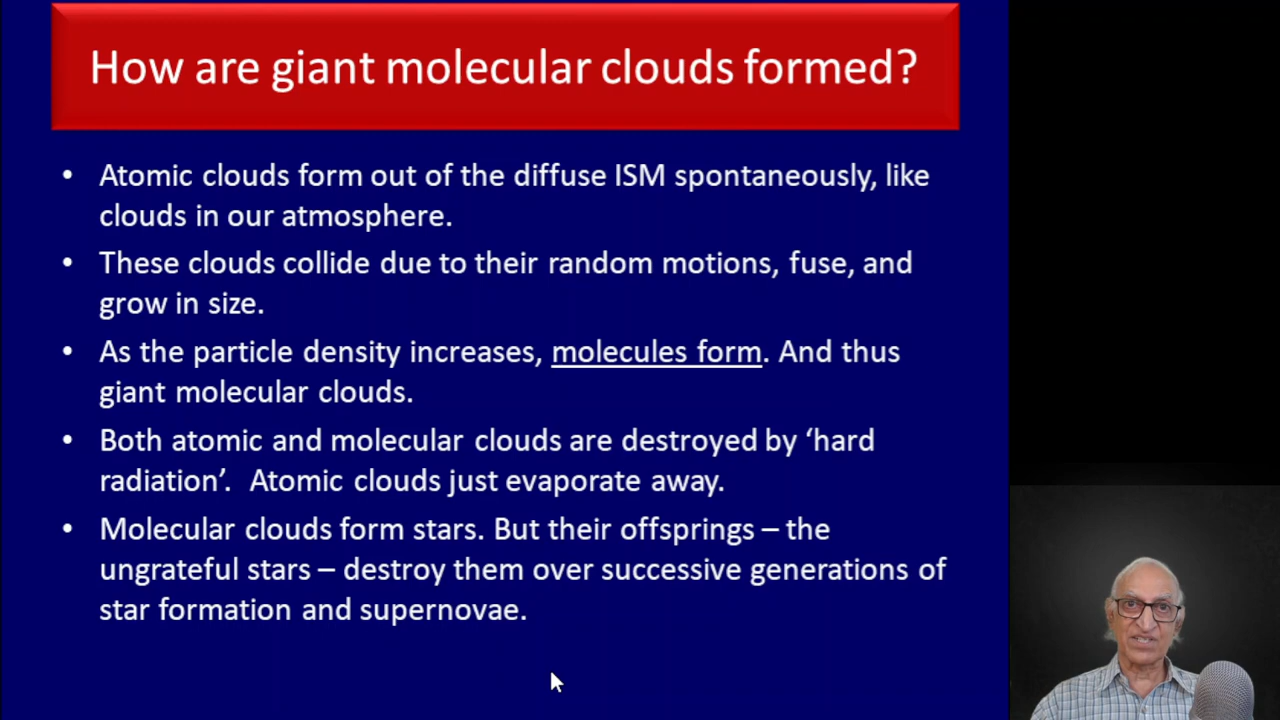 How are giant molecular clouds formed?
• Atomic clouds form out of the diffuse ISM spontaneously, like
clouds in our atmosphere.
• These clouds collide due to their random motions, fuse, and
grow in size.
• As the particle density increases, molecules form. And thus
giant molecular clouds.
• Both atomic and molecular clouds are destroyed by ‘hard
radiation’.  Atomic clouds just evaporate away.
• Molecular clouds form stars. But their offsprings – the
ungrateful stars – destroy them over successive generations of
star formation and supernovae.